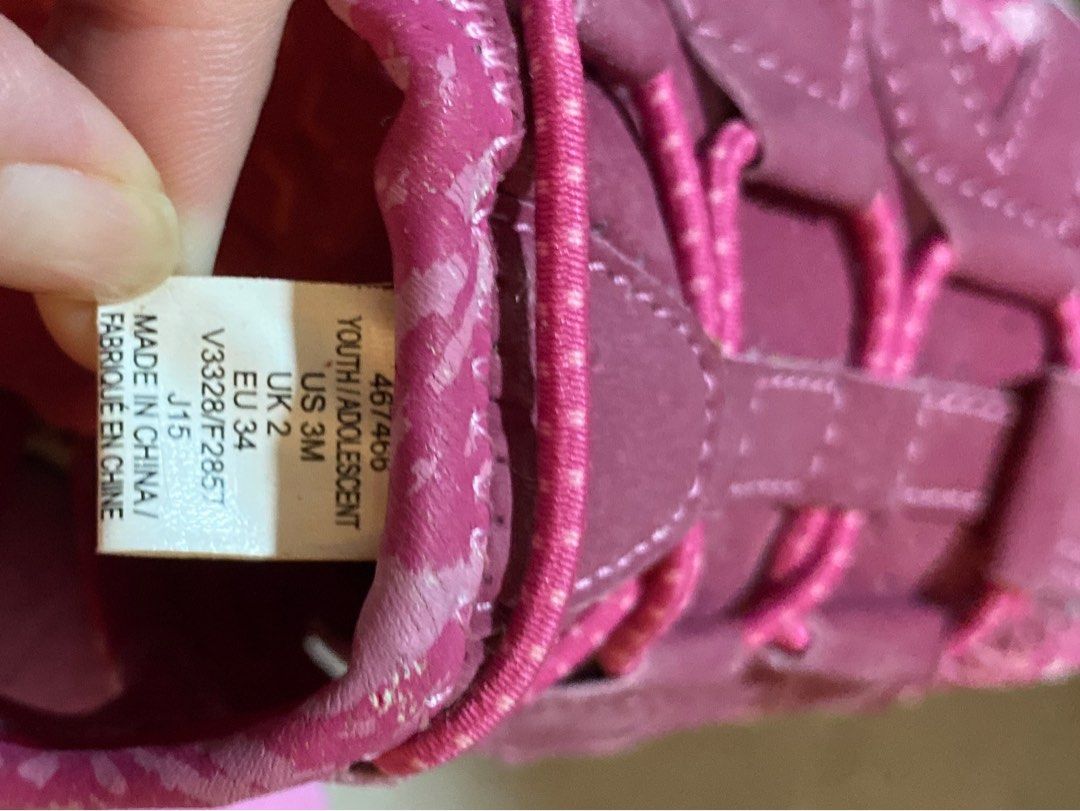 467466
YOUTH / ADOLESCENT
US 3M
UK 2
EU 34
V3328/F2857
J15
MADE IN CHINA /
FABRIQUÉ EN CHINE